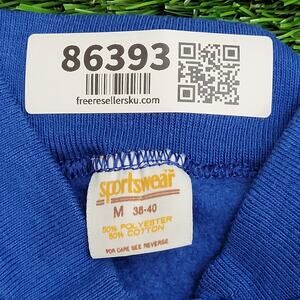 86393
freeresellersku.com
sportswear
M 38-40
50% POLYESTER
50% COTTON
FOR CARE SEE REVERSE